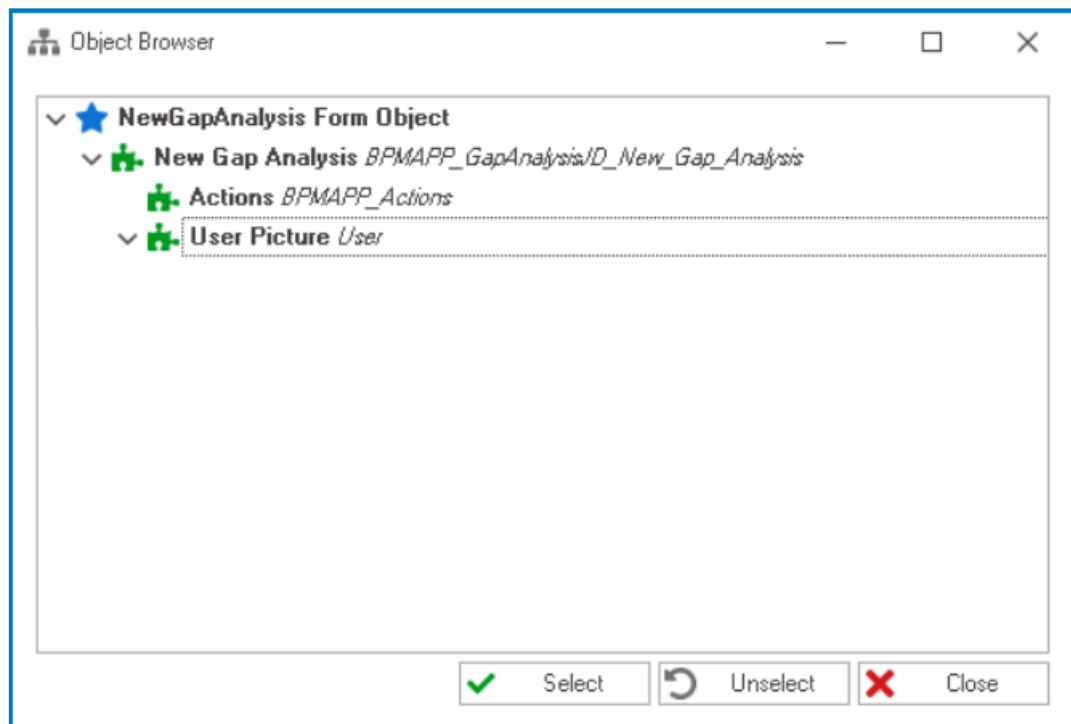 Object Browser
NewGapAnalysis Form Object
New Gap Analysis BPMAPP_GapAnalysisJD_New_Gap_Analysis
Actions BPMAPP_Actions
User Picture User
Select Unselect Close